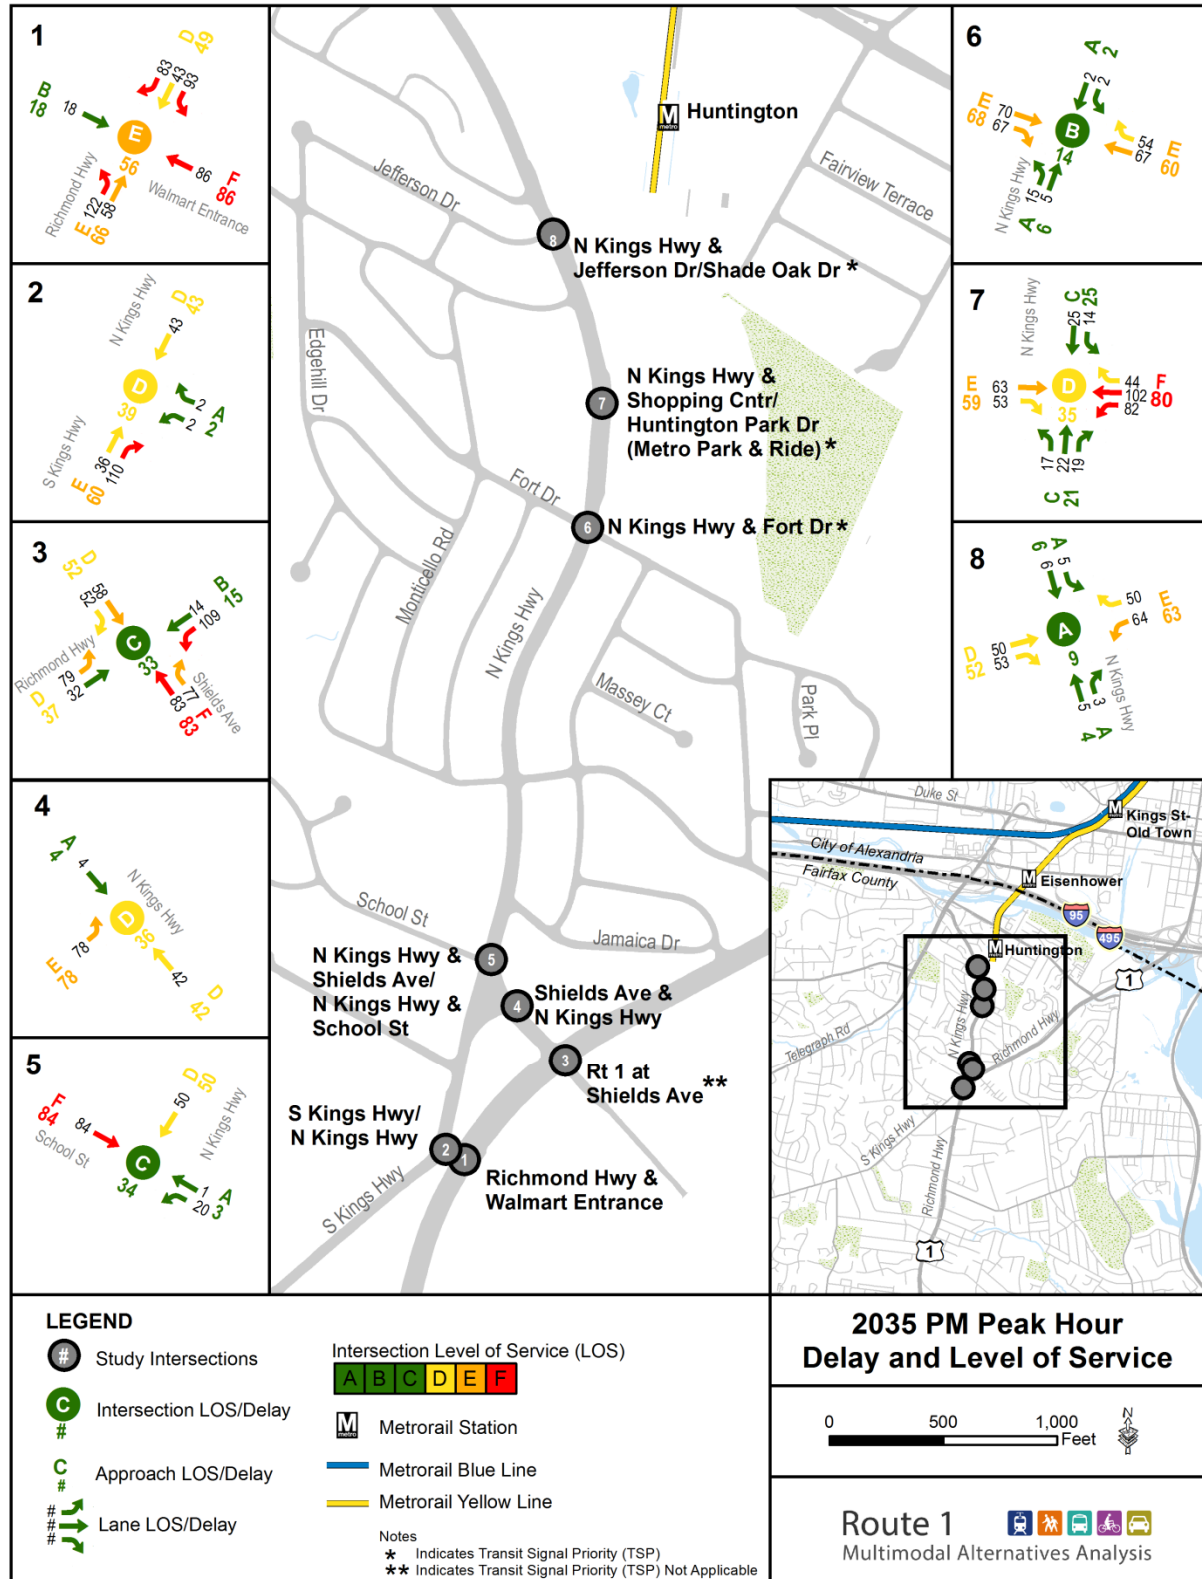 1
D
49
83
43
93
B
18
18
E
56
86
F
86
Richmond Hwy
Walmart Entrance
122
58
E
66
2
N Kings Hwy
D
43
43
D
39
2
2
A
2
S Kings Hwy
36
110
E
60
3
D
52
58
52
B
15
14
109
C
33
Richmond Hwy
79
32
D
37
77
83
F
83
Shields Ave
4
A
4
4
N Kings Hwy
D
36
78
E
78
42
D
42
5
D
50
50
F
84
84
School St
N Kings Hwy
C
34
1
20
A
3
6
A
2
2
2
E
68
70
67
B
14
54
67
E
60
N Kings Hwy
15
5
A
6
7
N Kings Hwy
C
25
25
14
E
59
63
53
D
35
44
102
82
F
80
17
22
19
C
21
8
A
6
6
5
50
64
E
63
A
9
D
52
50
53
N Kings Hwy
5
3
A
4
M
metro
Huntington
Jefferson Dr
Fairview Terrace
8
N Kings Hwy &
Jefferson Dr/Shade Oak Dr *
Edgehill Dr
7
N Kings Hwy &
Shopping Cntr/
Huntington Park Dr
(Metro Park & Ride) *
Fort Dr
6
N Kings Hwy & Fort Dr *
Monticello Rd
N Kings Hwy
Massey Ct
Park Pl
School St
Jamaica Dr
5
N Kings Hwy &
Shields Ave/
N Kings Hwy &
School St
4
Shields Ave &
N Kings Hwy
3
Rt 1 at
Shields Ave **
S Kings Hwy/
N Kings Hwy
2
1
Richmond Hwy &
Walmart Entrance
S Kings Hwy
Duke St
M
Kings St-
Old Town
City of Alexandria
Fairfax County
M
Eisenhower
95
495
M
Huntington
1
Telegraph Rd
N Kings Hwy
Richmond Hwy
S Kings Hwy
Richmond Hwy
1
LEGEND
# Study Intersections
C
#
Intersection LOS/Delay
C
#
Approach LOS/Delay
#
#
#
Lane LOS/Delay
Intersection Level of Service (LOS)
A B C D E F
M
metro
Metrorail Station
Metrorail Blue Line
Metrorail Yellow Line
Notes
* Indicates Transit Signal Priority (TSP)
** Indicates Transit Signal Priority (TSP) Not Applicable
2035 PM Peak Hour
Delay and Level of Service
0 500 1,000
Feet
N
Route 1
Multimodal Alternatives Analysis